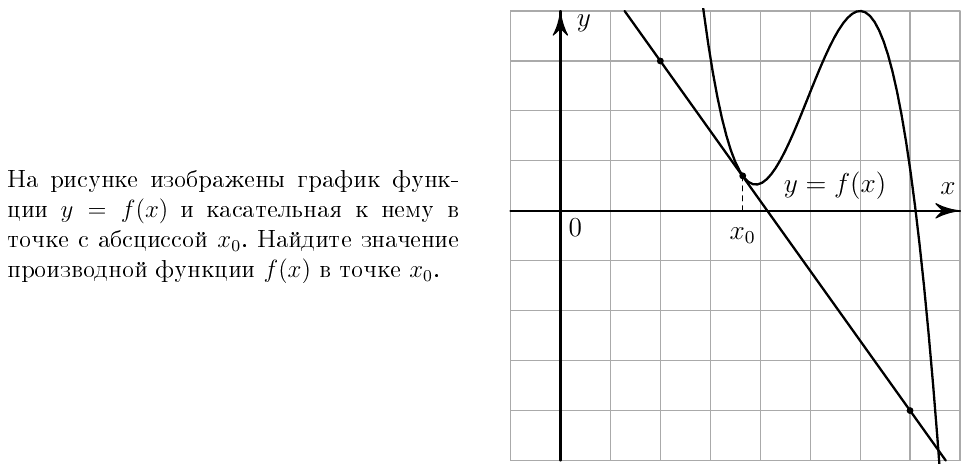 На рисунке изображены график функ-
ции y = f(x) и касательная к нему в
точке с абсциссой x₀. Найдите значение
производной функции f(x) в точке x₀.
y
y = f(x)
x
0
x₀